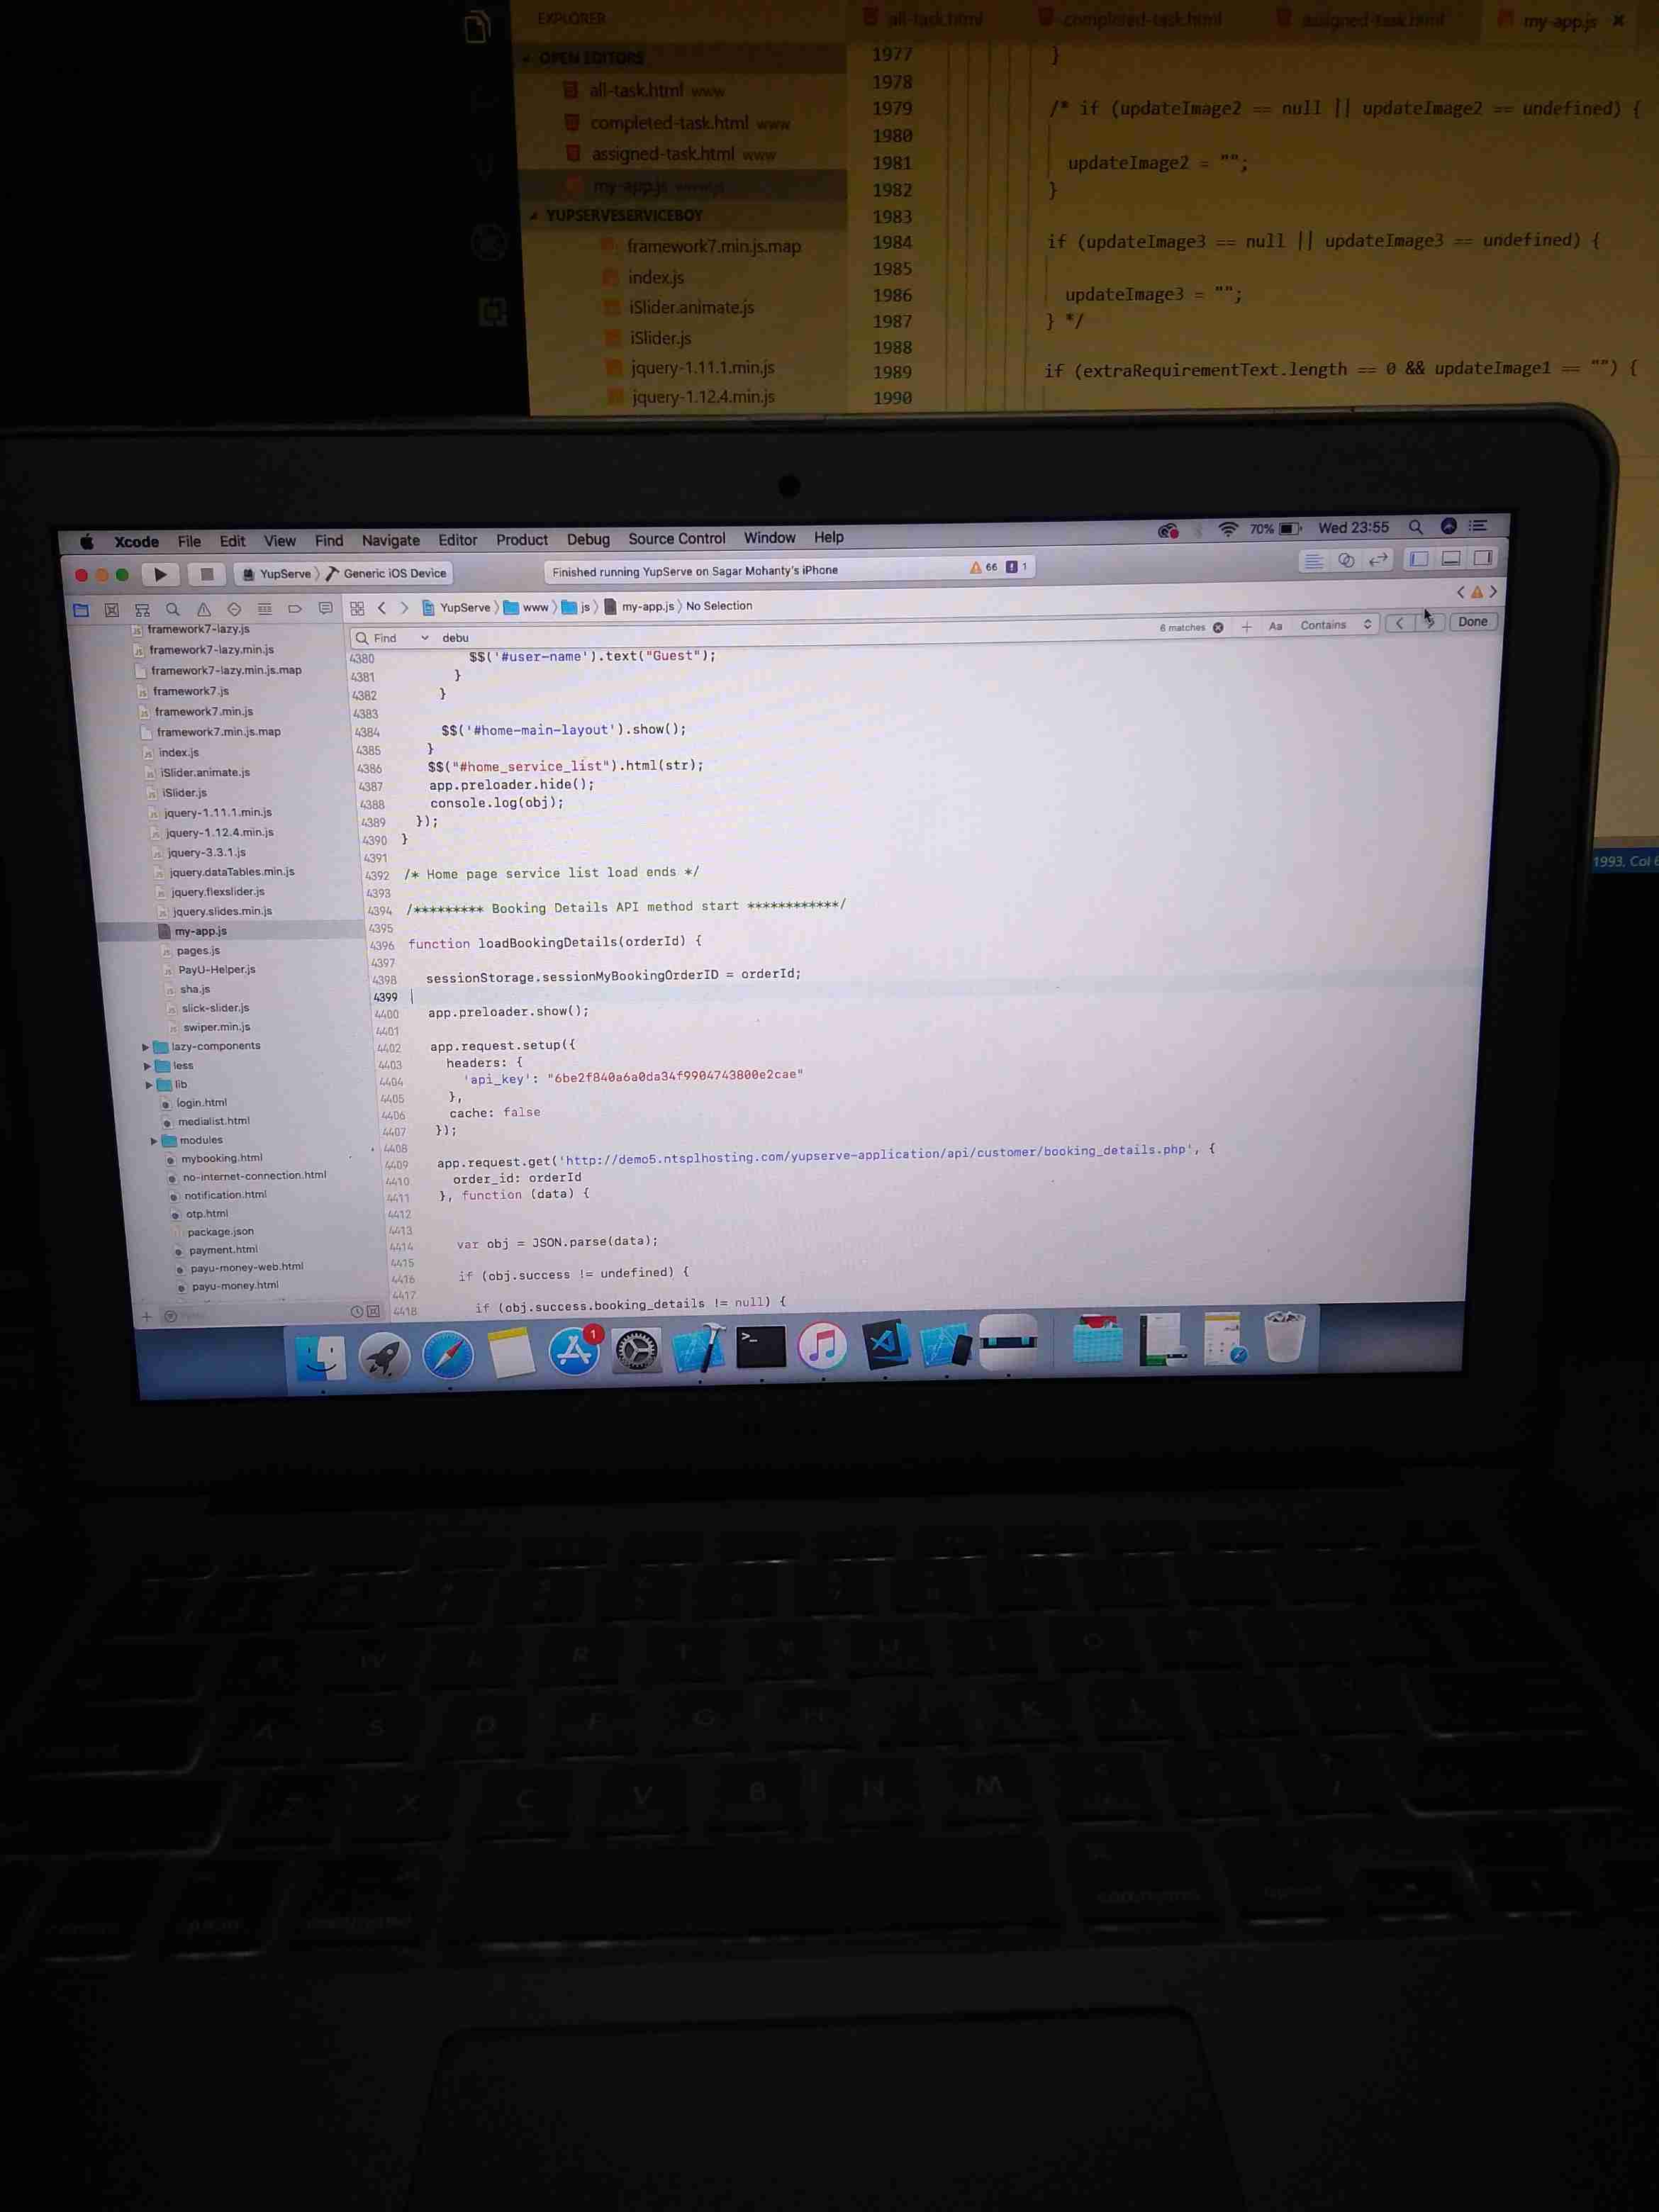 EXPLORER
all-task.html
completed-task.html
assigned-task.html
my-app.js ×
OPEN EDITORS
all-task.html www
completed-task.html www
assigned-task.html www
my-app.js
YUPSERVESERVICEBOY
framework7.min.js.map
index.js
iSlider.animate.js
iSlider.js
jquery-1.11.1.min.js
jquery-1.12.4.min.js
1977 }
1978
1979 /* if (updateImage2 == null || updateImage2 == undefined) {
1980
1981 updateImage2 = "";
1982 }
1983
1984 if (updateImage3 == null || updateImage3 == undefined) {
1985
1986 updateImage3 = "";
1987 } */
1988
1989 if (extraRequirementText.length == 0 && updateImage1 == "") {
1990
1993, Col
Xcode File Edit View Find Navigate Editor Product Debug Source Control Window Help
70% Wed 23:55
YupServe 〉 Generic iOS Device
Finished running YupServe on Sagar Mohanty's iPhone
66 1
YupServe 〉 www 〉 js 〉 my-app.js 〉 No Selection
Find debu
6 matches Aa Contains Done
framework7-lazy.js
framework7-lazy.min.js
framework7-lazy.min.js.map
framework7.js
framework7.min.js
framework7.min.js.map
index.js
iSlider.animate.js
iSlider.js
jquery-1.11.1.min.js
jquery-1.12.4.min.js
jquery-3.3.1.js
jquery.dataTables.min.js
jquery.flexslider.js
jquery.slides.min.js
my-app.js
pages.js
PayU-Helper.js
sha.js
slick-slider.js
swiper.min.js
lazy-components
less
lib
login.html
medialist.html
modules
mybooking.html
no-internet-connection.html
notification.html
otp.html
package.json
payment.html
payu-money-web.html
payu-money.html
4380 $$('#user-name').text("Guest");
4381 }
4382 }
4383
4384 $$('#home-main-layout').show();
4385 }
4386 $$("#home_service_list").html(str);
4387 app.preloader.hide();
4388 console.log(obj);
4389 });
4390 }
4391
4392 /* Home page service list load ends */
4393
4394 /********* Booking Details API method start ************/
4395
4396 function loadBookingDetails(orderId) {
4397
4398 sessionStorage.sessionMyBookingOrderID = orderId;
4399
4400 app.preloader.show();
4401
4402 app.request.setup({
4403 headers: {
4404 'api_key': "6be2f840a6a0da34f9904743800e2cae"
4405 },
4406 cache: false
4407 });
4408
4409 app.request.get('http://demo5.ntsplhosting.com/yupserve-application/api/customer/booking_details.php', {
4410 order_id: orderId
4411 }, function (data) {
4412
4413
4414 var obj = JSON.parse(data);
4415
4416 if (obj.success != undefined) {
4417
4418 if (obj.success.booking_details != null) {
1
W R T Y U I O P
A S D F G H K L
Z X C V B N M